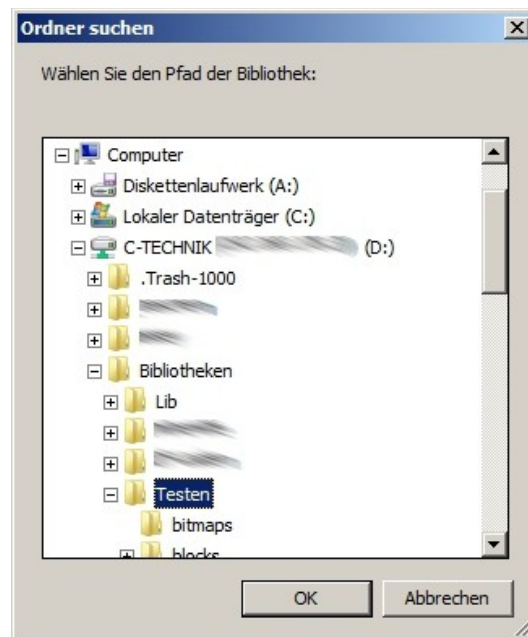 Ordner suchen
Wählen Sie den Pfad der Bibliothek:
Computer
Diskettenlaufwerk (A:)
Lokaler Datenträger (C:)
C-TECHNIK (D:)
.Trash-1000
Bibliotheken
Lib
Testen
bitmaps
blocks
OK Abbrechen